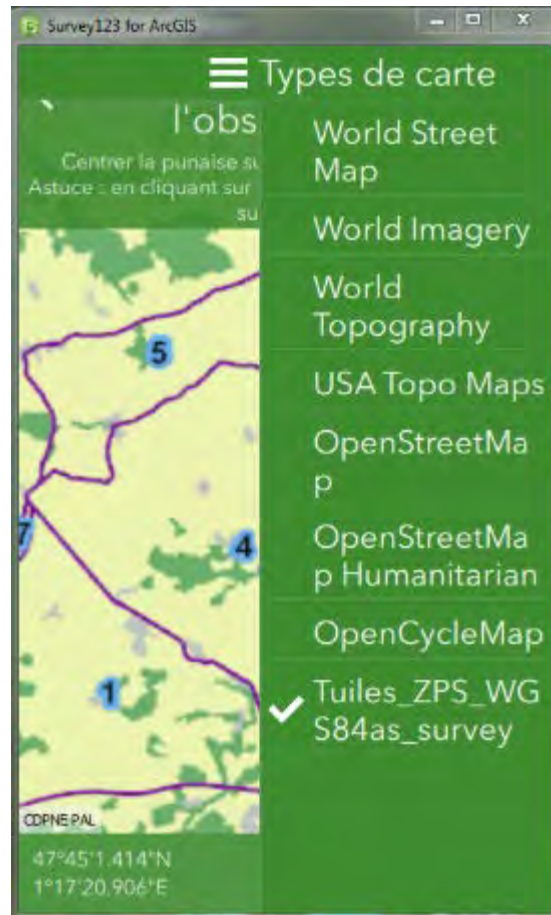 Survey123 for ArcGIS
Types de carte
l'obs
Centrer la punaise su
Astuce : en cliquant sur
su
World Street
Map
World Imagery
World
Topography
USA Topo Maps
OpenStreetMa
p
OpenStreetMa
p Humanitarian
OpenCycleMap
Tuiles_ZPS_WG
S84as_survey
5
7
4
1
CDPNE PAL
47°45'1.414"N
1°17'20.906"E